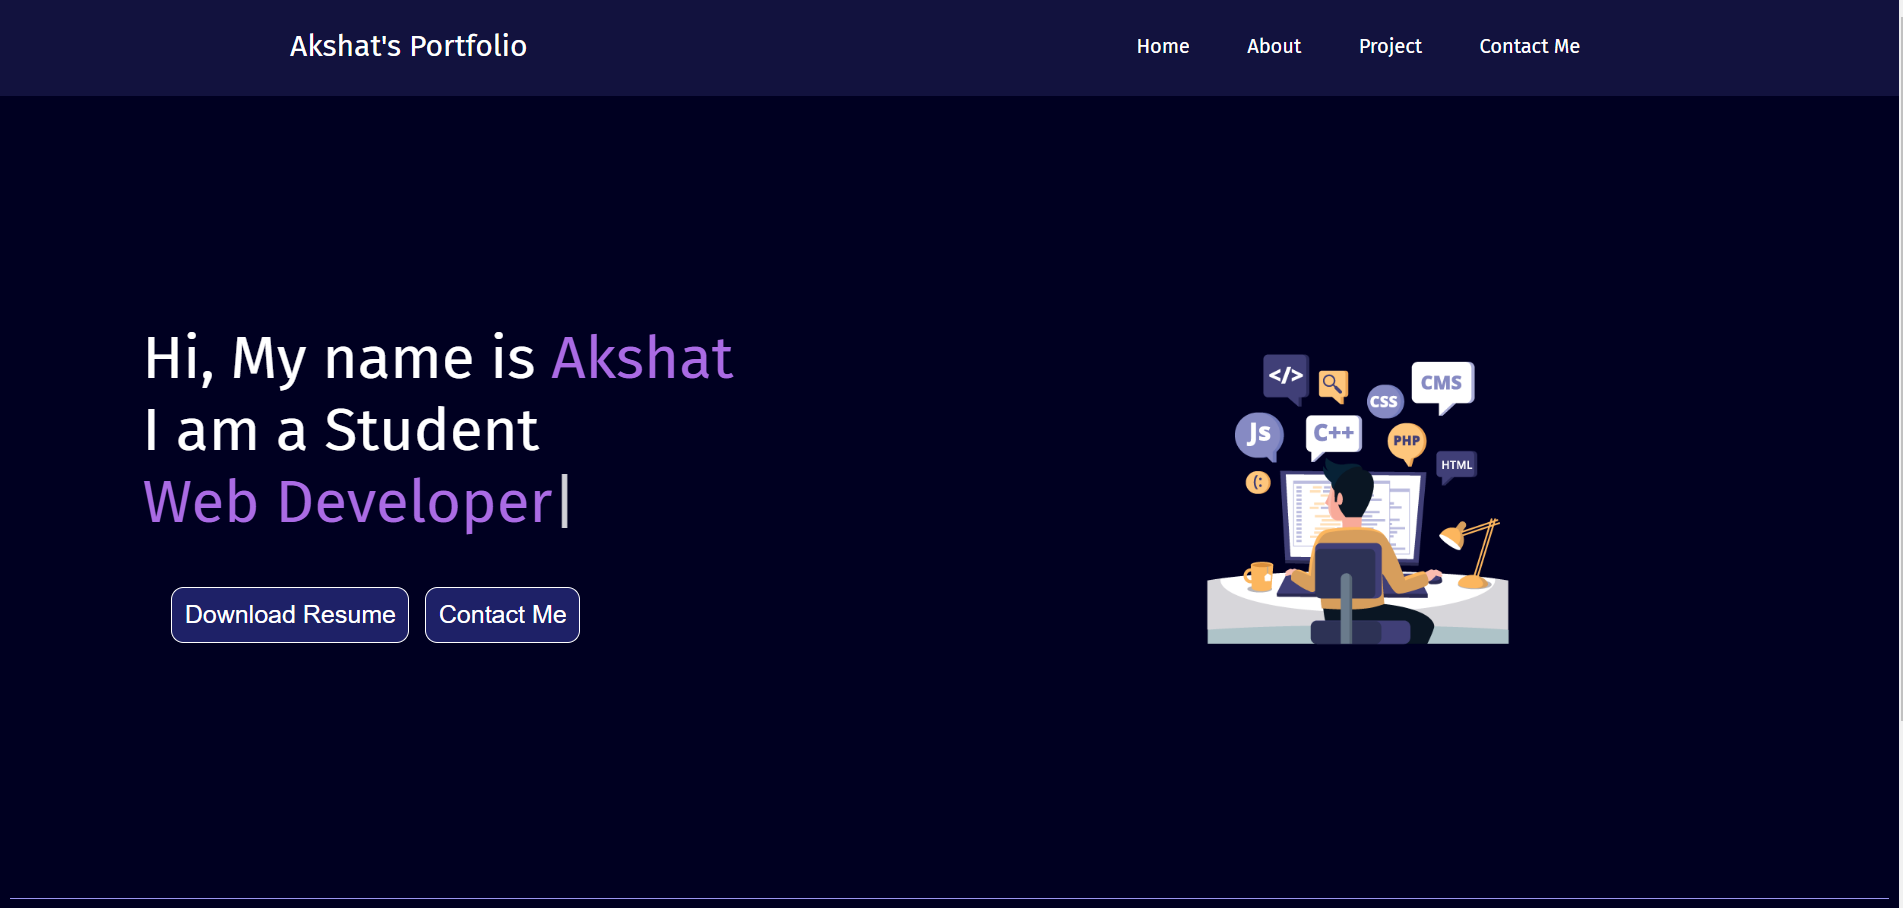 Akshat's Portfolio
Home
About
Project
Contact Me
Hi, My name is Akshat
I am a Student
Web Developer|
Download Resume
Contact Me
</>
CMS
CSS
Js
C++
PHP
HTML
(: